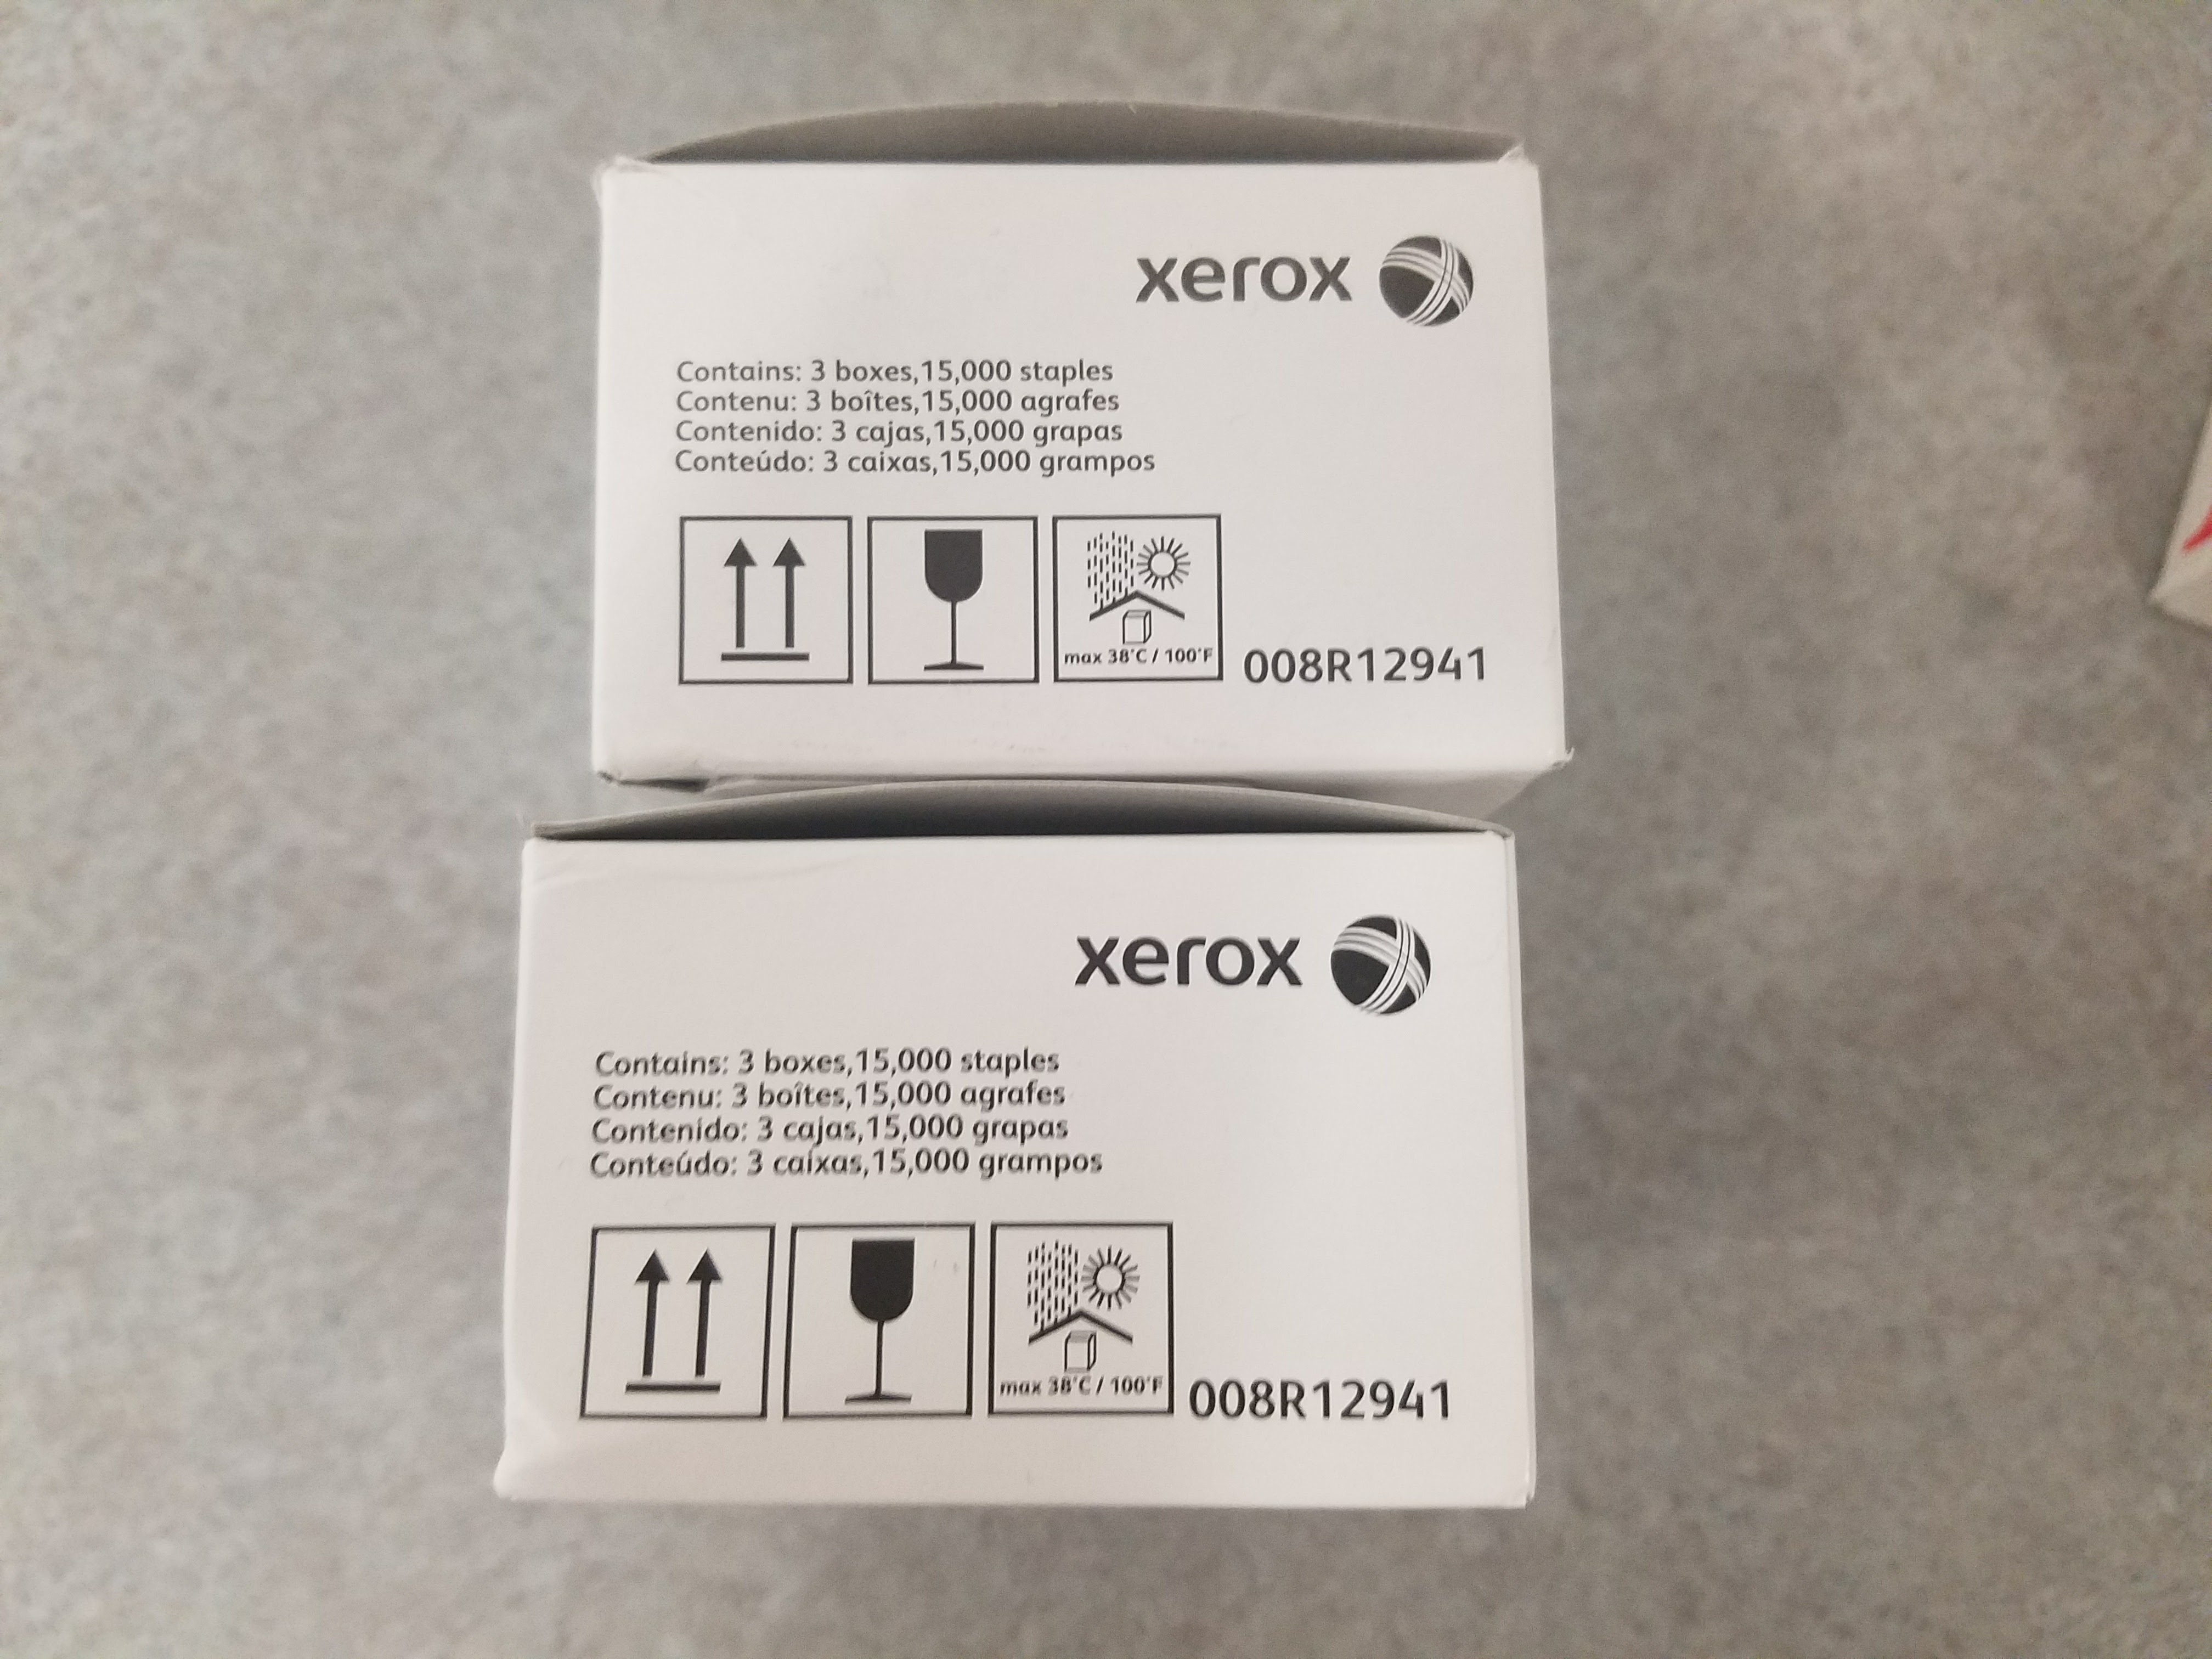 xerox
Contains: 3 boxes,15,000 staples
Contenu: 3 boîtes,15,000 agrafes
Contenido: 3 cajas,15,000 grapas
Conteúdo: 3 caixas,15,000 grampos
max 38°C / 100°F
008R12941
xerox
Contains: 3 boxes,15,000 staples
Contenu: 3 boîtes,15,000 agrafes
Contenido: 3 cajas,15,000 grapas
Conteúdo: 3 caixas,15,000 grampos
max 38°C / 100°F
008R12941